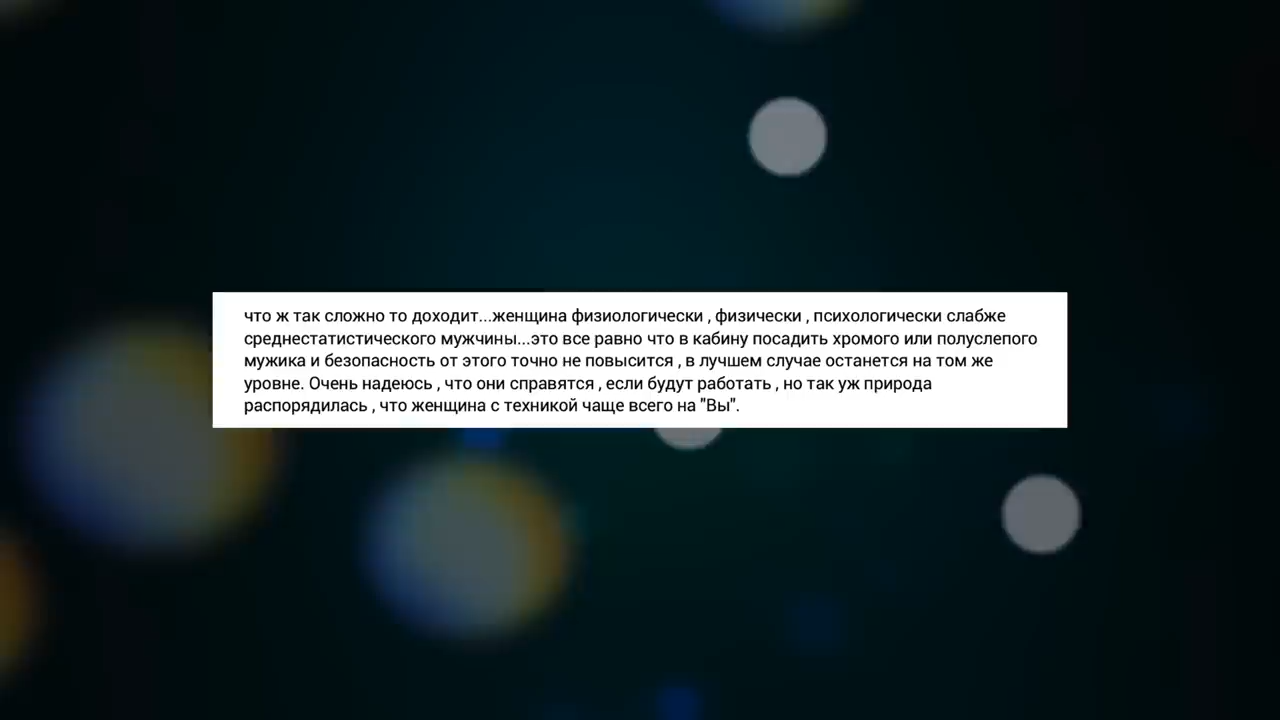 что ж так сложно то доходит...женщина физиологически , физически , психологически слабже
среднестатистического мужчины...это все равно что в кабину посадить хромого или полуслепого
мужика и безопасность от этого точно не повысится , в лучшем случае останется на том же
уровне. Очень надеюсь , что они справятся , если будут работать , но так уж природа
распорядилась , что женщина с техникой чаще всего на "Вы".